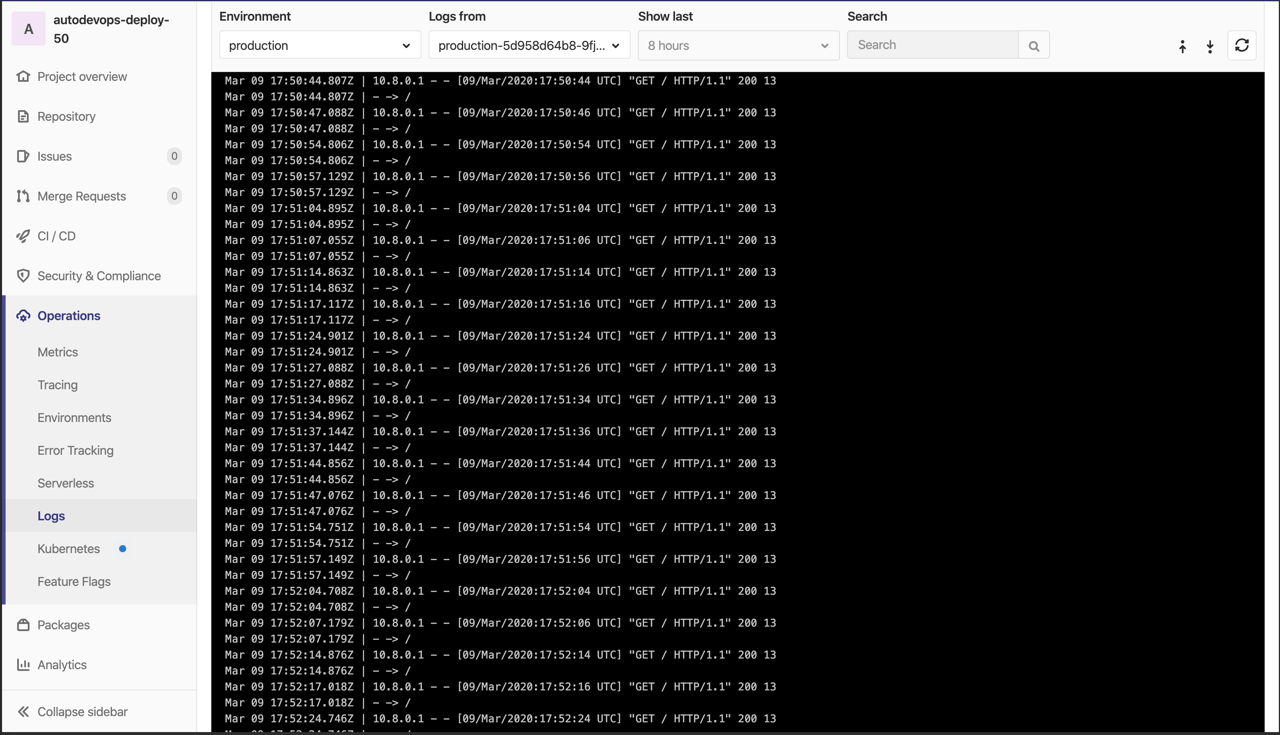 A
autodevops-deploy-
50
Project overview
Repository
Issues 0
Merge Requests 0
CI / CD
Security & Compliance
Operations
Metrics
Tracing
Environments
Error Tracking
Serverless
Logs
Kubernetes
Feature Flags
Packages
Analytics
Collapse sidebar
Environment Logs from Show last Search
production production-5d958d64b8-9fj... 8 hours Search
Mar 09 17:50:44.807Z | 10.8.0.1 - - [09/Mar/2020:17:50:44 UTC] "GET / HTTP/1.1" 200 13
Mar 09 17:50:44.807Z | - -> /
Mar 09 17:50:47.088Z | 10.8.0.1 - - [09/Mar/2020:17:50:46 UTC] "GET / HTTP/1.1" 200 13
Mar 09 17:50:47.088Z | - -> /
Mar 09 17:50:54.806Z | 10.8.0.1 - - [09/Mar/2020:17:50:54 UTC] "GET / HTTP/1.1" 200 13
Mar 09 17:50:54.806Z | - -> /
Mar 09 17:50:57.129Z | 10.8.0.1 - - [09/Mar/2020:17:50:56 UTC] "GET / HTTP/1.1" 200 13
Mar 09 17:50:57.129Z | - -> /
Mar 09 17:51:04.895Z | 10.8.0.1 - - [09/Mar/2020:17:51:04 UTC] "GET / HTTP/1.1" 200 13
Mar 09 17:51:04.895Z | - -> /
Mar 09 17:51:07.055Z | 10.8.0.1 - - [09/Mar/2020:17:51:06 UTC] "GET / HTTP/1.1" 200 13
Mar 09 17:51:07.055Z | - -> /
Mar 09 17:51:14.863Z | 10.8.0.1 - - [09/Mar/2020:17:51:14 UTC] "GET / HTTP/1.1" 200 13
Mar 09 17:51:14.863Z | - -> /
Mar 09 17:51:17.117Z | 10.8.0.1 - - [09/Mar/2020:17:51:16 UTC] "GET / HTTP/1.1" 200 13
Mar 09 17:51:17.117Z | - -> /
Mar 09 17:51:24.901Z | 10.8.0.1 - - [09/Mar/2020:17:51:24 UTC] "GET / HTTP/1.1" 200 13
Mar 09 17:51:24.901Z | - -> /
Mar 09 17:51:27.088Z | 10.8.0.1 - - [09/Mar/2020:17:51:26 UTC] "GET / HTTP/1.1" 200 13
Mar 09 17:51:27.088Z | - -> /
Mar 09 17:51:34.896Z | 10.8.0.1 - - [09/Mar/2020:17:51:34 UTC] "GET / HTTP/1.1" 200 13
Mar 09 17:51:34.896Z | - -> /
Mar 09 17:51:37.144Z | 10.8.0.1 - - [09/Mar/2020:17:51:36 UTC] "GET / HTTP/1.1" 200 13
Mar 09 17:51:37.144Z | - -> /
Mar 09 17:51:44.856Z | 10.8.0.1 - - [09/Mar/2020:17:51:44 UTC] "GET / HTTP/1.1" 200 13
Mar 09 17:51:44.856Z | - -> /
Mar 09 17:51:47.076Z | 10.8.0.1 - - [09/Mar/2020:17:51:46 UTC] "GET / HTTP/1.1" 200 13
Mar 09 17:51:47.076Z | - -> /
Mar 09 17:51:54.751Z | 10.8.0.1 - - [09/Mar/2020:17:51:54 UTC] "GET / HTTP/1.1" 200 13
Mar 09 17:51:54.751Z | - -> /
Mar 09 17:51:57.149Z | 10.8.0.1 - - [09/Mar/2020:17:51:56 UTC] "GET / HTTP/1.1" 200 13
Mar 09 17:51:57.149Z | - -> /
Mar 09 17:52:04.708Z | 10.8.0.1 - - [09/Mar/2020:17:52:04 UTC] "GET / HTTP/1.1" 200 13
Mar 09 17:52:04.708Z | - -> /
Mar 09 17:52:07.179Z | 10.8.0.1 - - [09/Mar/2020:17:52:06 UTC] "GET / HTTP/1.1" 200 13
Mar 09 17:52:07.179Z | - -> /
Mar 09 17:52:14.876Z | 10.8.0.1 - - [09/Mar/2020:17:52:14 UTC] "GET / HTTP/1.1" 200 13
Mar 09 17:52:14.876Z | - -> /
Mar 09 17:52:17.018Z | 10.8.0.1 - - [09/Mar/2020:17:52:16 UTC] "GET / HTTP/1.1" 200 13
Mar 09 17:52:17.018Z | - -> /
Mar 09 17:52:24.746Z | 10.8.0.1 - - [09/Mar/2020:17:52:24 UTC] "GET / HTTP/1.1" 200 13